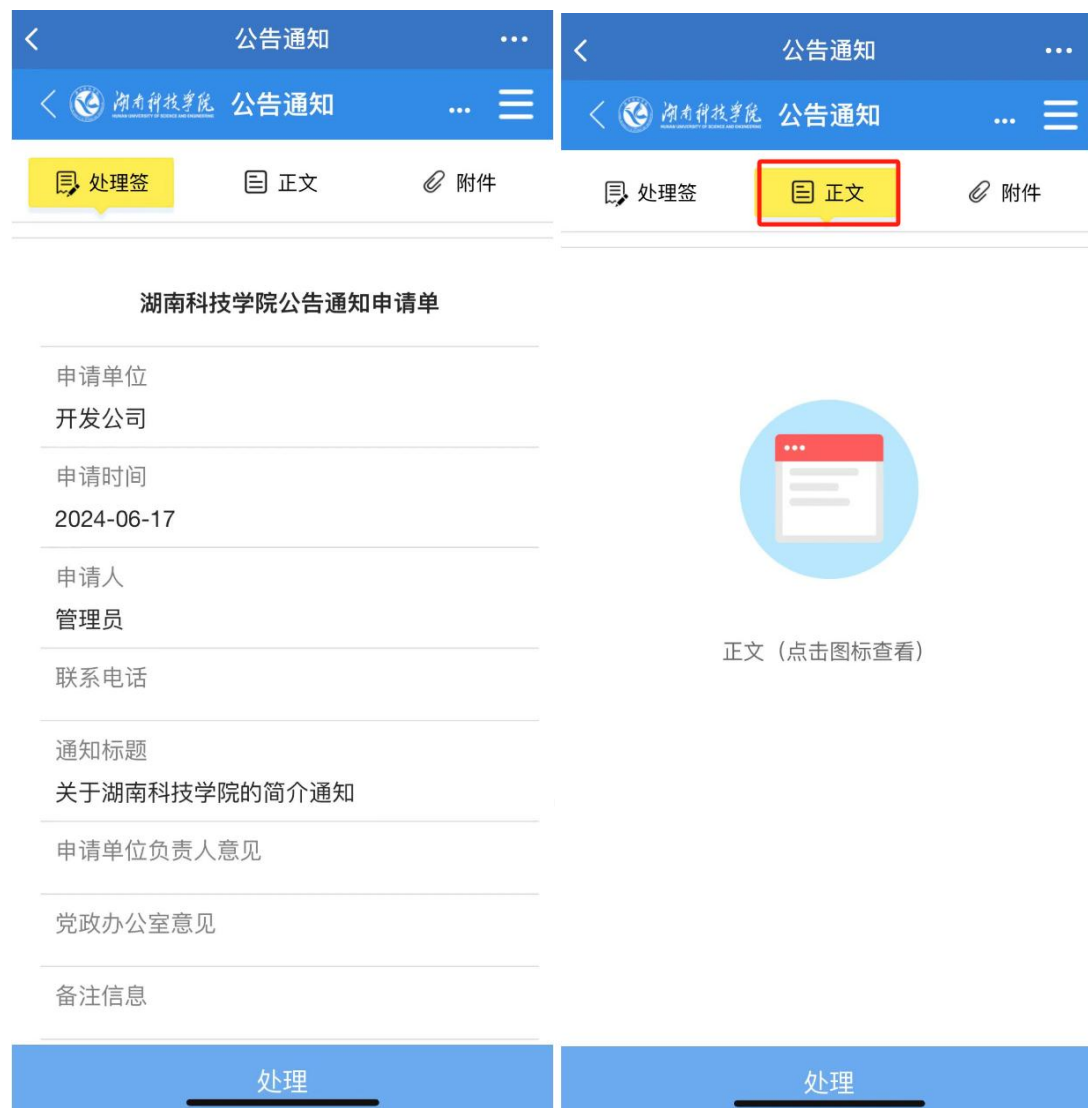 公告通知
湖南科技学院 公告通知
处理签 正文 附件
湖南科技学院公告通知申请单
申请单位
开发公司
申请时间
2024-06-17
申请人
管理员
联系电话
通知标题
关于湖南科技学院的简介通知
申请单位负责人意见
党政办公室意见
备注信息
处理
公告通知
湖南科技学院 公告通知
处理签 正文 附件
正文（点击图标查看）
处理